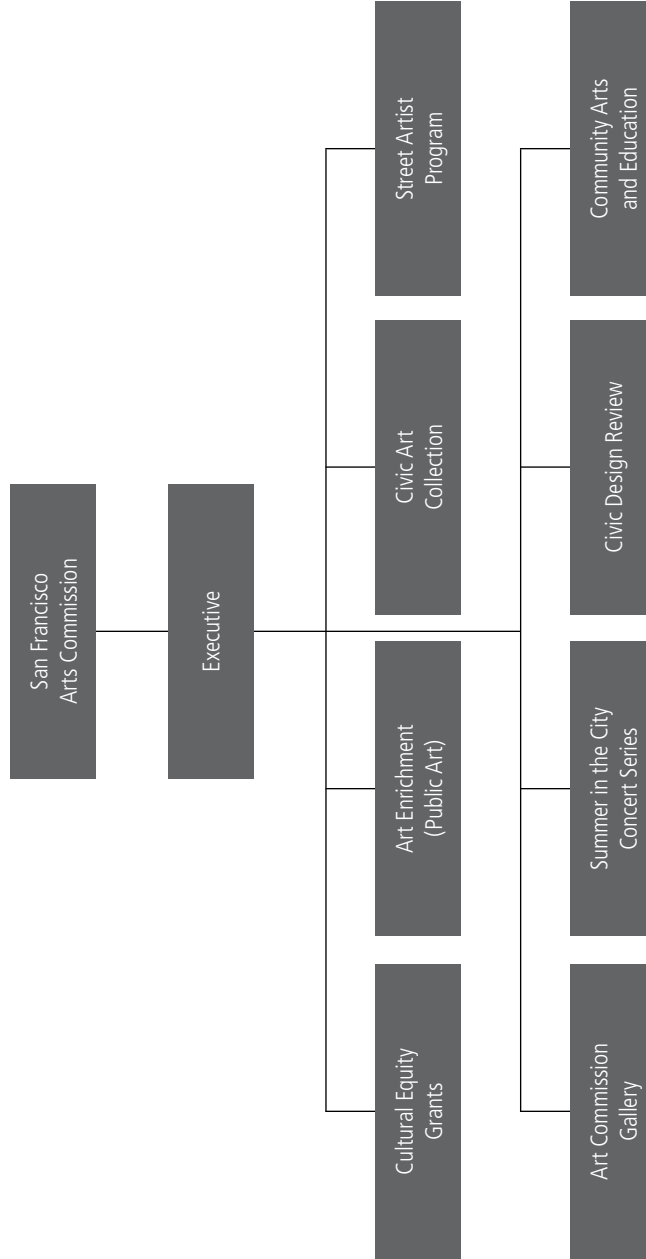 San Francisco
Arts Commission
Executive
Cultural Equity
Grants
Art Enrichment
(Public Art)
Civic Art
Collection
Street Artist
Program
Art Commission
Gallery
Summer in the City
Concert Series
Civic Design Review
Community Arts
and Education